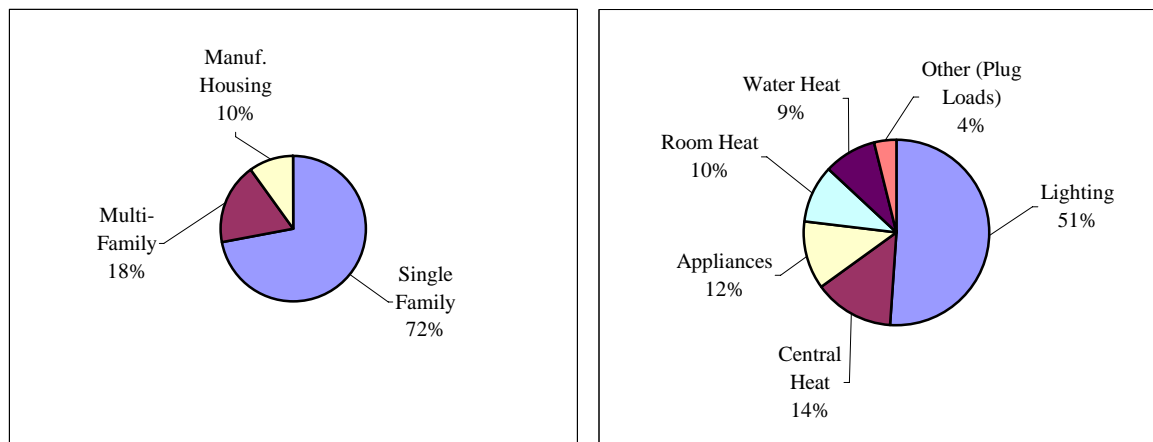 Manuf.
Housing
10%
Multi-
Family
18%
Single
Family
72%
Other (Plug
Loads)
4%
Water Heat
9%
Room Heat
10%
Lighting
51%
Appliances
12%
Central
Heat
14%